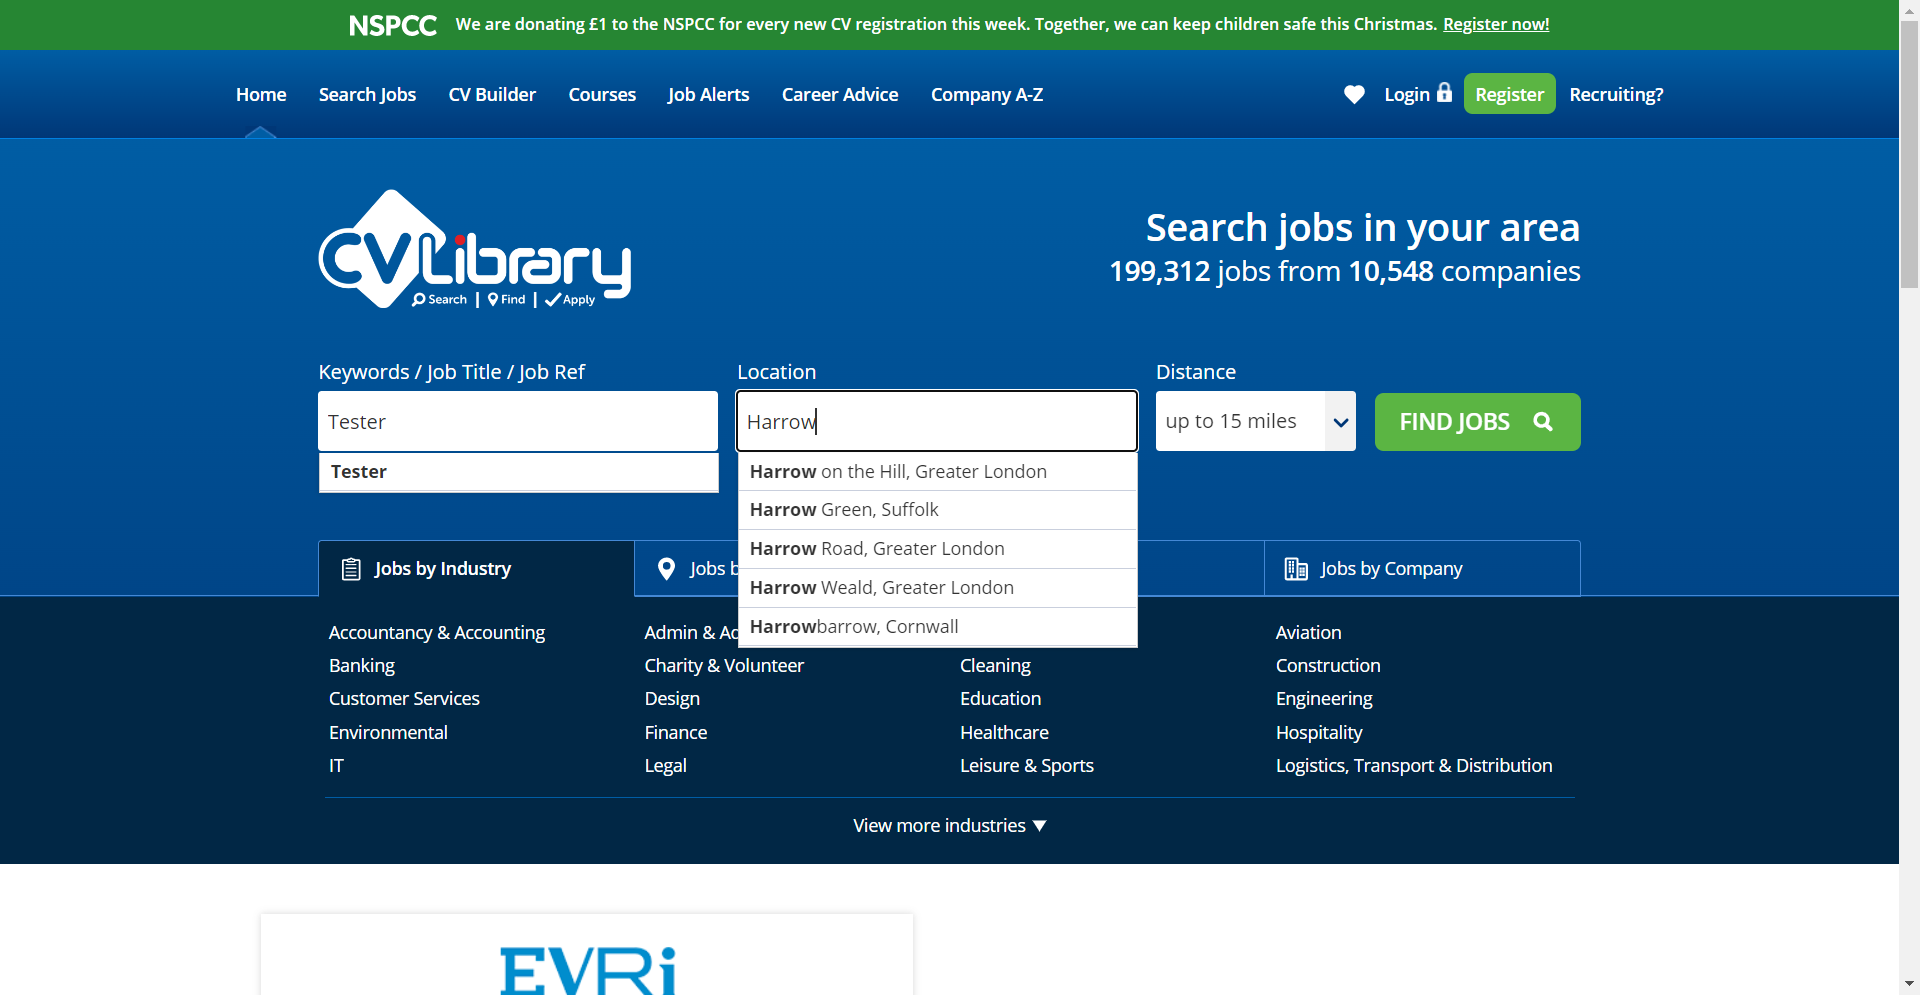 NSPCC We are donating £1 to the NSPCC for every new CV registration this week. Together, we can keep children safe this Christmas. Register now!
Home Search Jobs CV Builder Courses Job Alerts Career Advice Company A-Z Login Register Recruiting?
CVLibrary
Search | Find | Apply
Search jobs in your area
199,312 jobs from 10,548 companies
Keywords / Job Title / Job Ref Location Distance
Tester Harrow up to 15 miles FIND JOBS
Tester
Harrow on the Hill, Greater London
Harrow Green, Suffolk
Harrow Road, Greater London
Harrow Weald, Greater London
Harrowbarrow, Cornwall
Jobs by Industry Jobs b Jobs by Company
Accountancy & Accounting Admin & Ac Aviation
Banking Charity & Volunteer Cleaning Construction
Customer Services Design Education Engineering
Environmental Finance Healthcare Hospitality
IT Legal Leisure & Sports Logistics, Transport & Distribution
View more industries
EVRi